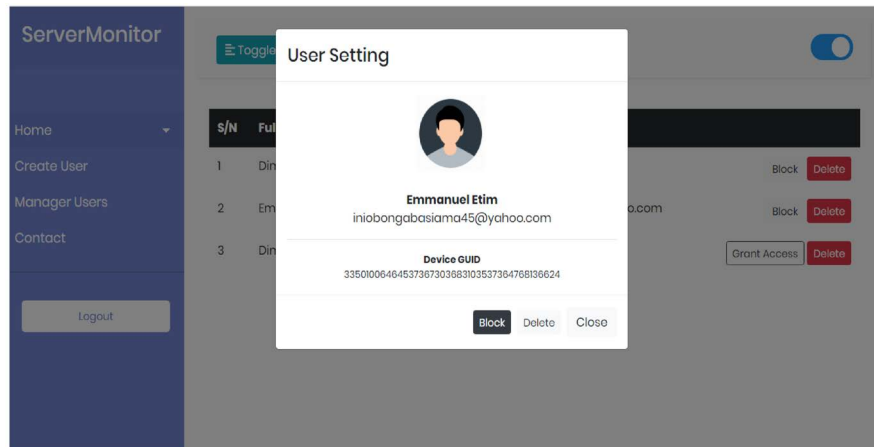 ServerMonitor
Toggle
User Setting
Home
Create User
Manager Users
Contact
Logout
S/N Ful
1 Din Block Delete
2 Em o.com Block Delete
3 Din Grant Access Delete
Emmanuel Etim
iniobongabasiama45@yahoo.com
Device GUID
Block Delete Close